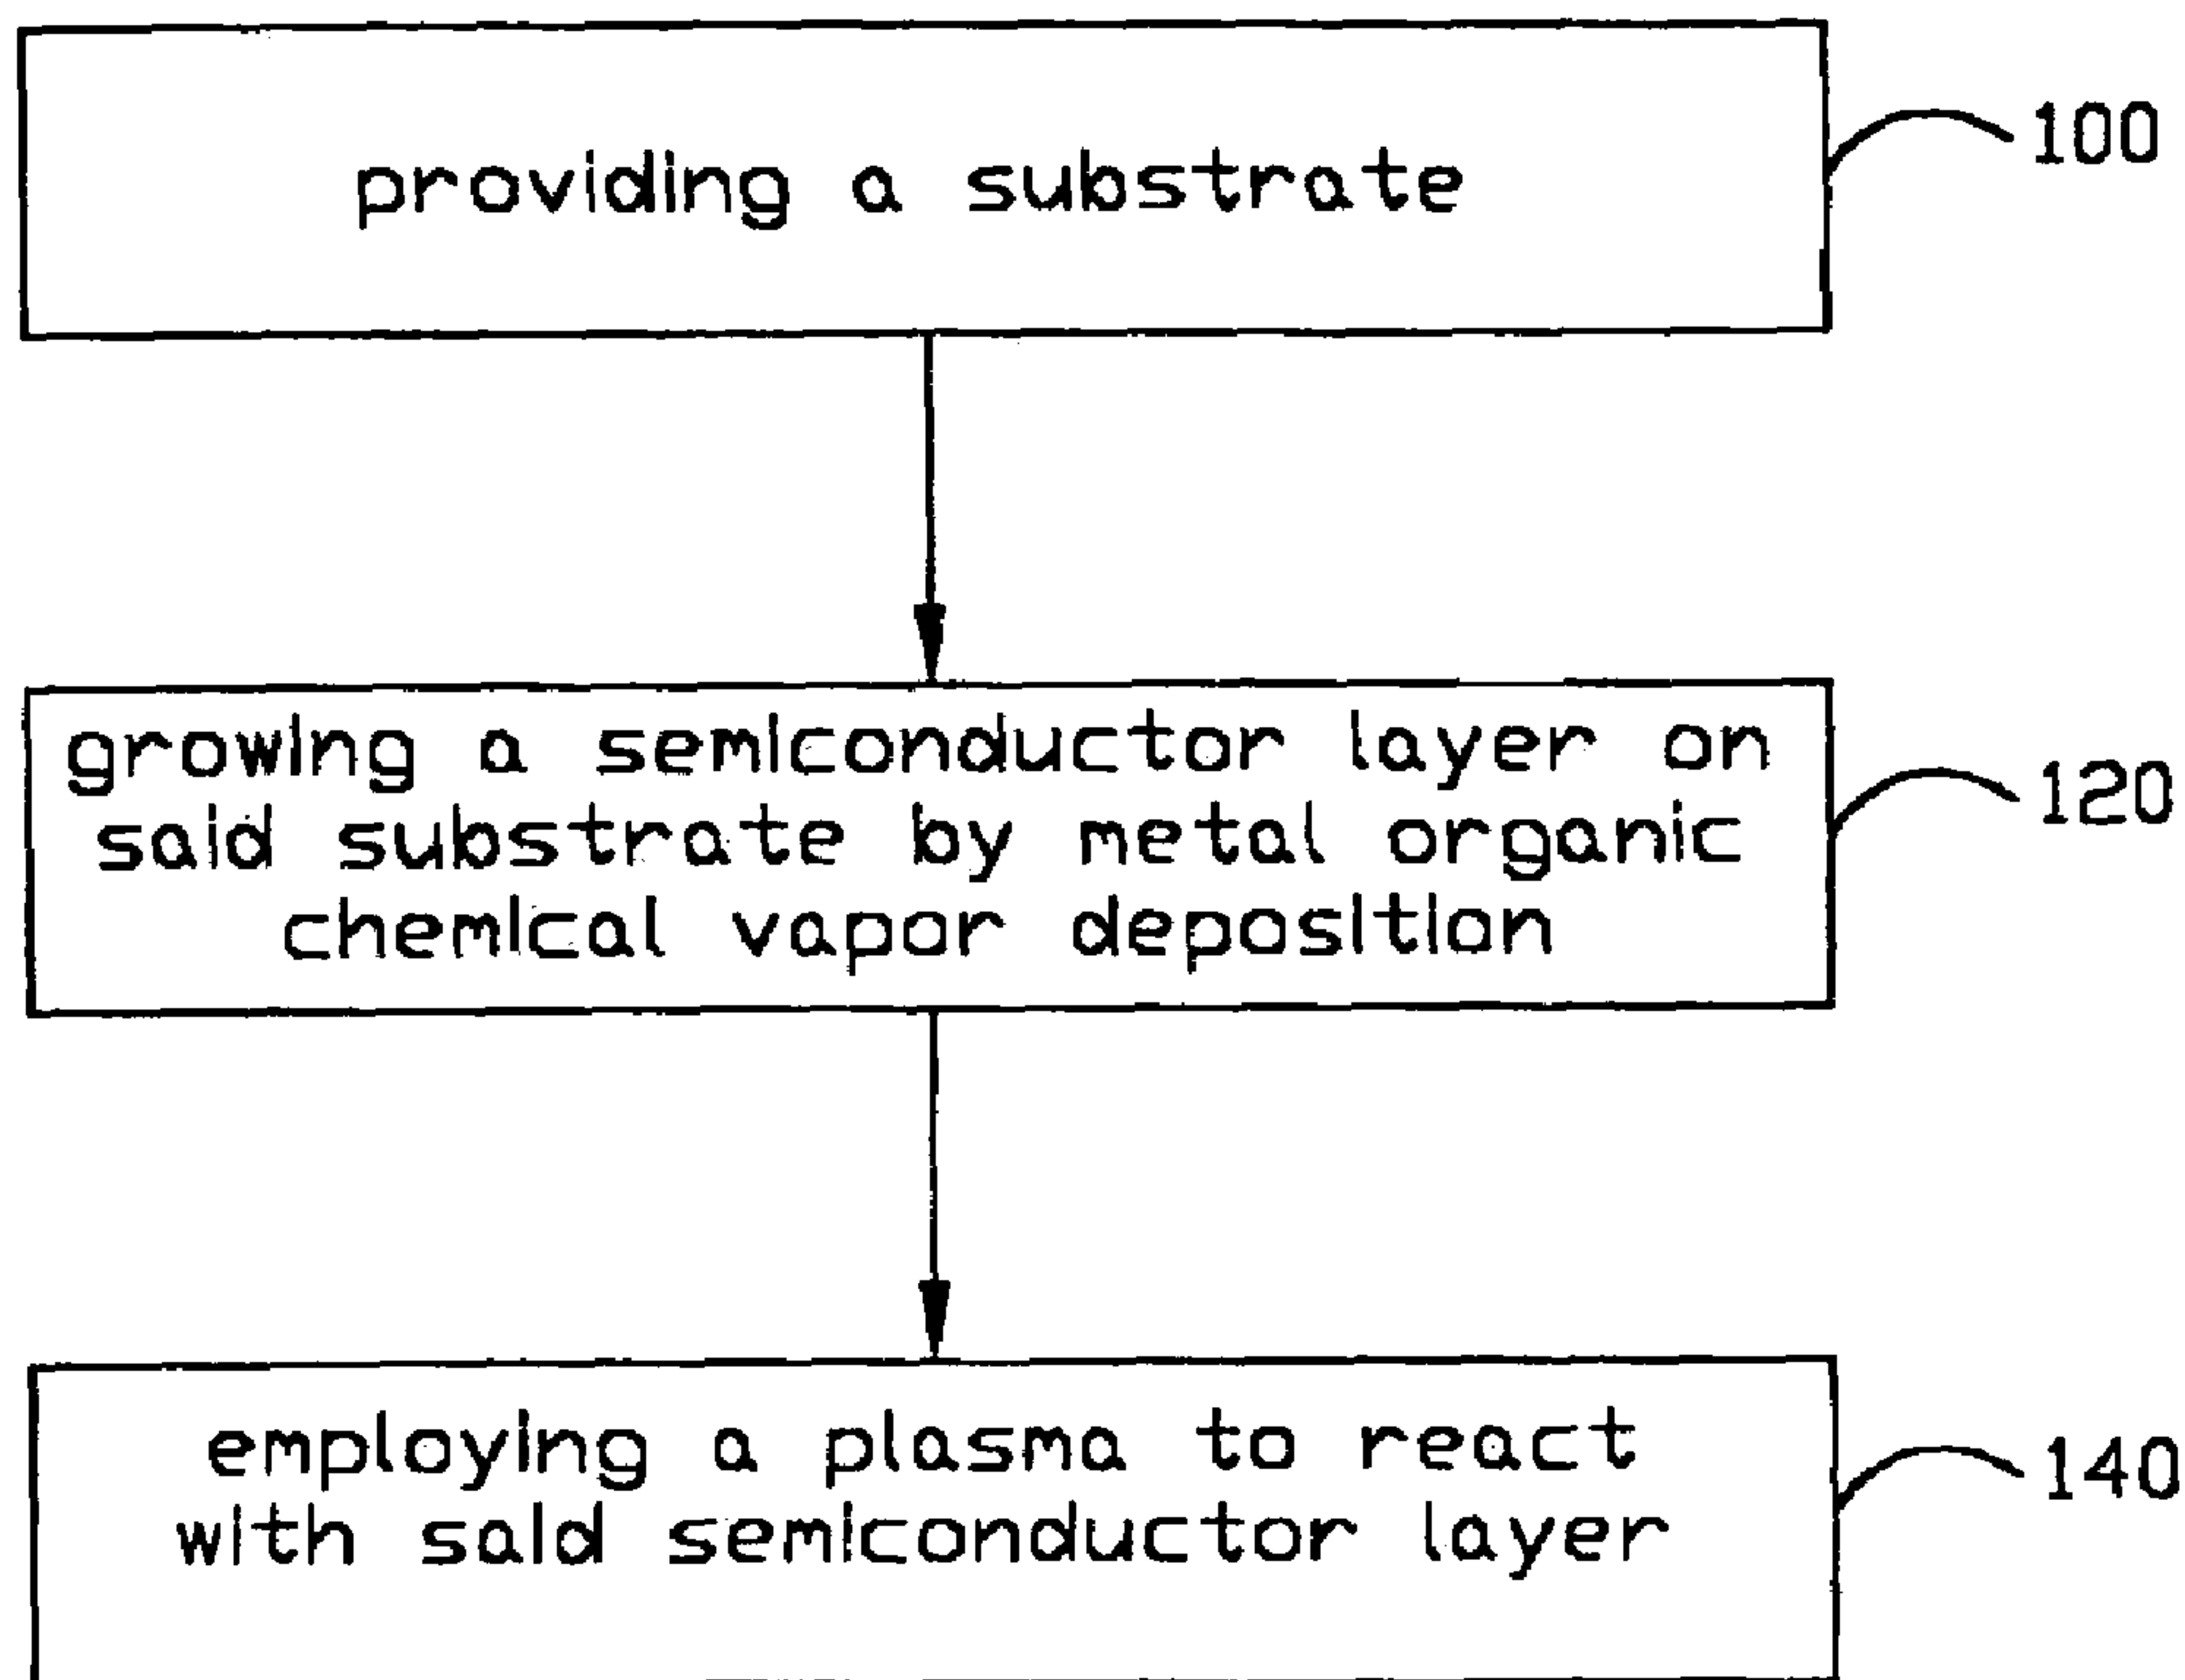 providing a substrate
100
growing a semiconductor layer on
said substrate by metal organic
chemical vapor deposition
120
employing a plasma to react
with said semiconductor layer
140